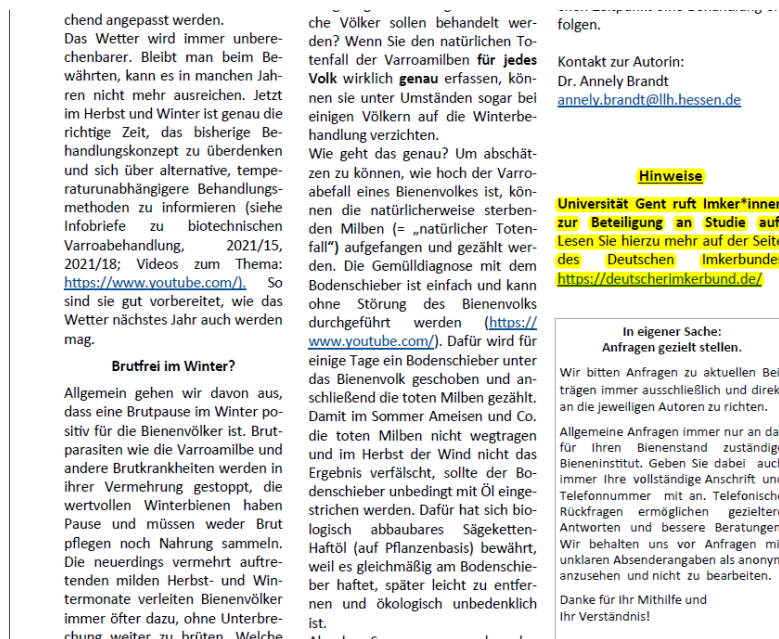 chend angepasst werden.
Das Wetter wird immer unbere-
chenbarer. Bleibt man beim Be-
währten, kann es in manchen Jah-
ren nicht mehr ausreichen. Jetzt
im Herbst und Winter ist genau die
richtige Zeit, das bisherige Be-
handlungskonzept zu überdenken
und sich über alternative, tempe-
raturunabhängigere Behandlungs-
methoden zu informieren (siehe
Infobriefe zu biotechnischen
Varroabehandlung, 2021/15,
2021/18; Videos zum Thema:
https://www.youtube.com/). So
sind sie gut vorbereitet, wie das
Wetter nächstes Jahr auch werden
mag.
Brutfrei im Winter?
Allgemein gehen wir davon aus,
dass eine Brutpause im Winter po-
sitiv für die Bienenvölker ist. Brut-
parasiten wie die Varroamilbe und
andere Brutkrankheiten werden in
ihrer Vermehrung gestoppt, die
wertvollen Winterbienen haben
Pause und müssen weder Brut
pflegen noch Nahrung sammeln.
Die neuerdings vermehrt auftre-
tenden milden Herbst- und Win-
termonate verleiten Bienenvölker
immer öfter dazu, ohne Unterbre-
chung weiter zu brüten. Welche
che Völker sollen behandelt wer-
den? Wenn Sie den natürlichen To-
tenfall der Varroamilben für jedes
Volk wirklich genau erfassen, kön-
nen sie unter Umständen sogar bei
einigen Völkern auf die Winterbe-
handlung verzichten.
Wie geht das genau? Um abschät-
zen zu können, wie hoch der Varro-
abefall eines Bienenvolkes ist, kön-
nen die natürlicherweise sterben-
den Milben (= „natürlicher Toten-
fall“) aufgefangen und gezählt wer-
den. Die Gemülldiagnose mit dem
Bodenschieber ist einfach und kann
ohne Störung des Bienenvolks
durchgeführt werden (https://
www.youtube.com/). Dafür wird für
einige Tage ein Bodenschieber unter
das Bienenvolk geschoben und an-
schließend die toten Milben gezählt.
Damit im Sommer Ameisen und Co.
die toten Milben nicht wegtragen
und im Herbst der Wind nicht das
Ergebnis verfälscht, sollte der Bo-
denschieber unbedingt mit Öl einge-
strichen werden. Dafür hat sich bio-
logisch abbaubares Sägeketten-
Haftöl (auf Pflanzenbasis) bewährt,
weil es gleichmäßig am Bodenschie-
ber haftet, später leicht zu entfer-
nen und ökologisch unbedenklich
ist.
folgen.
Kontakt zur Autorin:
Dr. Annely Brandt
annely.brandt@llh.hessen.de
Hinweise
Universität Gent ruft Imker*innen
zur Beteiligung an Studie auf
Lesen Sie hierzu mehr auf der Seite
des Deutschen Imkerbundes
https://deutscherimkerbund.de/
In eigener Sache:
Anfragen gezielt stellen.
Wir bitten Anfragen zu aktuellen Bei
trägen immer ausschließlich und direk
an die jeweiligen Autoren zu richten.
Allgemeine Anfragen immer nur an da
für Ihren Bienenstand zuständige
Bieneninstitut. Geben Sie dabei auch
immer Ihre vollständige Anschrift und
Telefonnummer mit an. Telefonische
Rückfragen ermöglichen gezieltere
Antworten und bessere Beratungen
Wir behalten uns vor Anfragen mi
unklaren Absenderangaben als anonym
anzusehen und nicht zu bearbeiten.
Danke für Ihr Mithilfe und
Ihr Verständnis!